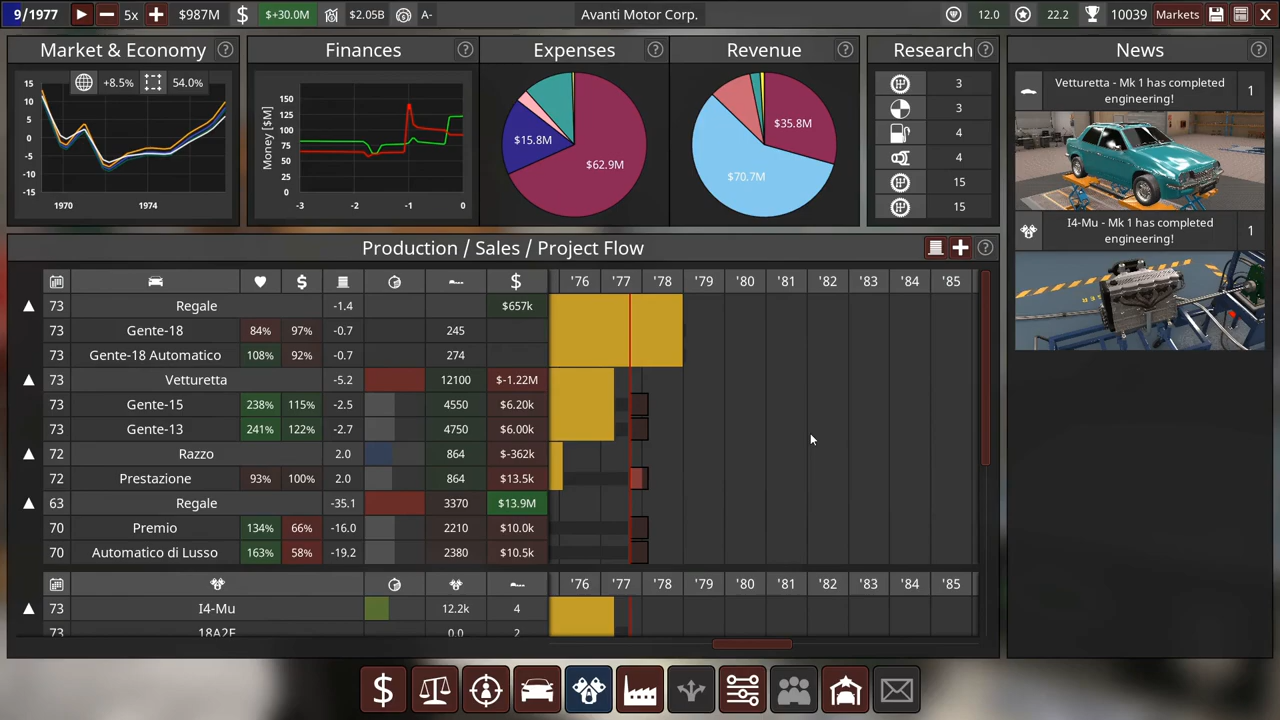 9/1977 5x $987M $ $+30.0M $2.05B A- Avanti Motor Corp. 12.0 22.2 10039 Markets X
Market & Economy ?
+8.5% 54.0%
15
10
5
0
-5
-10
-15
1970 1974
Finances ?
Money [$M]
150
125
100
75
50
25
0
-3 -2 -1 0
Expenses ?
$15.8M
$62.9M
Revenue ?
$35.8M
$70.7M
Research
3
3
4
4
15
15
News ?
Vetturetta - Mk 1 has completed engineering! 1
I4-Mu - Mk 1 has completed engineering! 1
Production / Sales / Project Flow ?
$ $ '76 '77 '78 '79 '80 '81 '82 '83 '84 '85
73 Regale -1.4 $657k
73 Gente-18 84% 97% -0.7 245
73 Gente-18 Automatico 108% 92% -0.7 274
73 Vetturetta -5.2 12100 $-1.22M
73 Gente-15 238% 115% -2.5 4550 $6.20k
73 Gente-13 241% 122% -2.7 4750 $6.00k
72 Razzo 2.0 864 $-362k
72 Prestazione 93% 100% 2.0 864 $13.5k
63 Regale -35.1 3370 $13.9M
70 Premio 134% 66% -16.0 2210 $10.0k
70 Automatico di Lusso 163% 58% -19.2 2380 $10.5k
'76 '77 '78 '79 '80 '81 '82 '83 '84 '85
73 I4-Mu 12.2k 4
73 18A2F 0.0 2
$